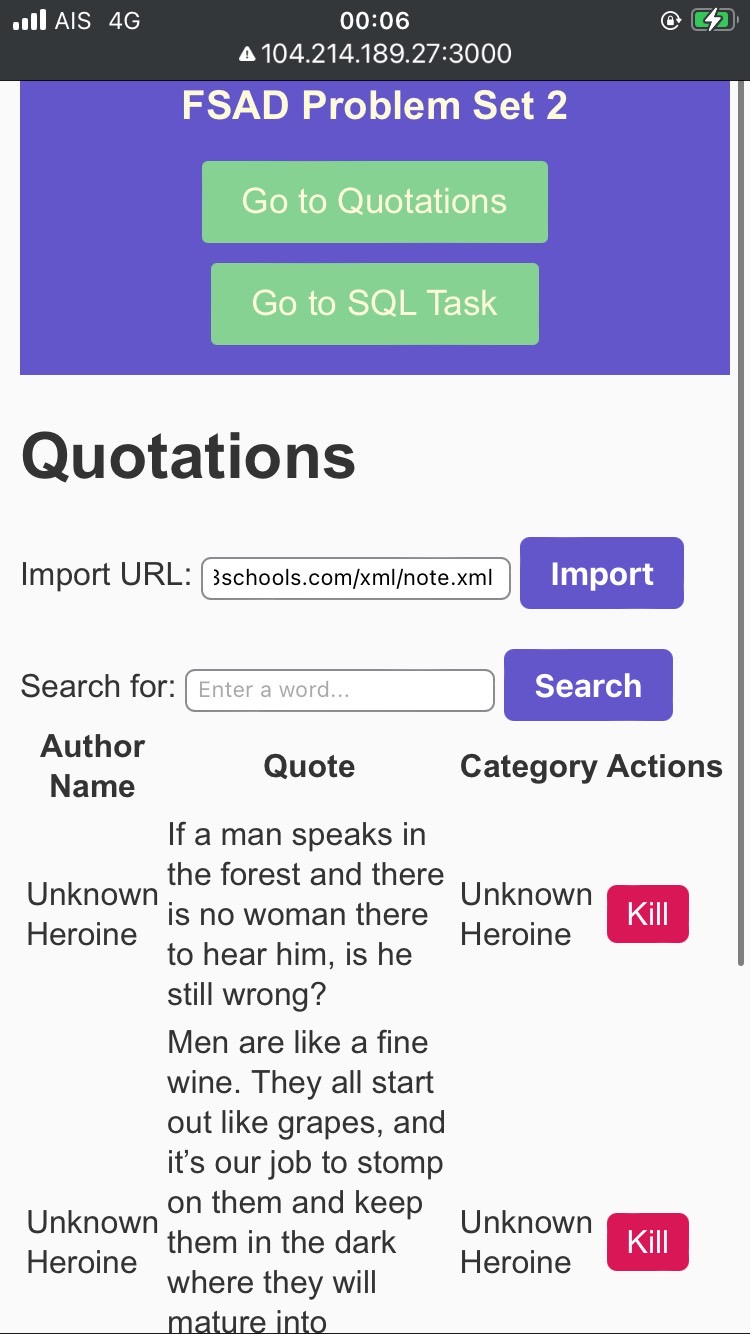 AIS 4G 00:06
104.214.189.27:3000
FSAD Problem Set 2
Go to Quotations
Go to SQL Task
Quotations
Import URL: 3schools.com/xml/note.xml Import
Search for: Enter a word... Search
Author Name Quote Category Actions
Unknown Heroine
If a man speaks in
the forest and there
is no woman there
to hear him, is he
still wrong?
Unknown Heroine
Kill
Unknown Heroine
Men are like a fine
wine. They all start
out like grapes, and
it’s our job to stomp
on them and keep
them in the dark
where they will
mature into
Unknown Heroine
Kill